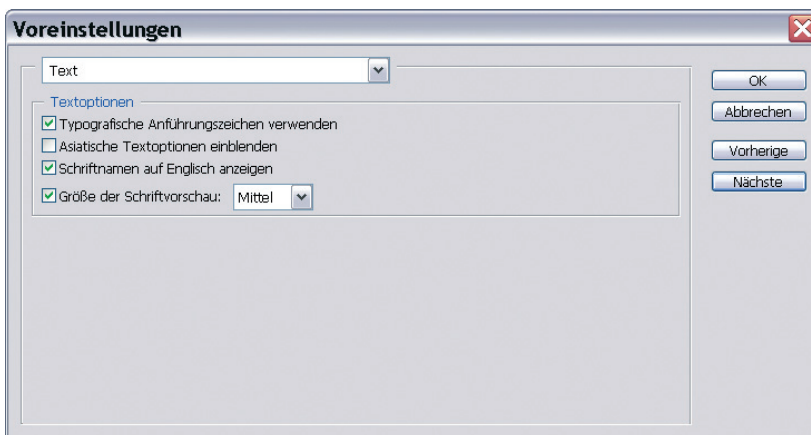 Voreinstellungen
Text
Textoptionen
Typografische Anführungszeichen verwenden
Asiatische Textoptionen einblenden
Schriftnamen auf Englisch anzeigen
Größe der Schriftvorschau: Mittel
OK
Abbrechen
Vorherige
Nächste